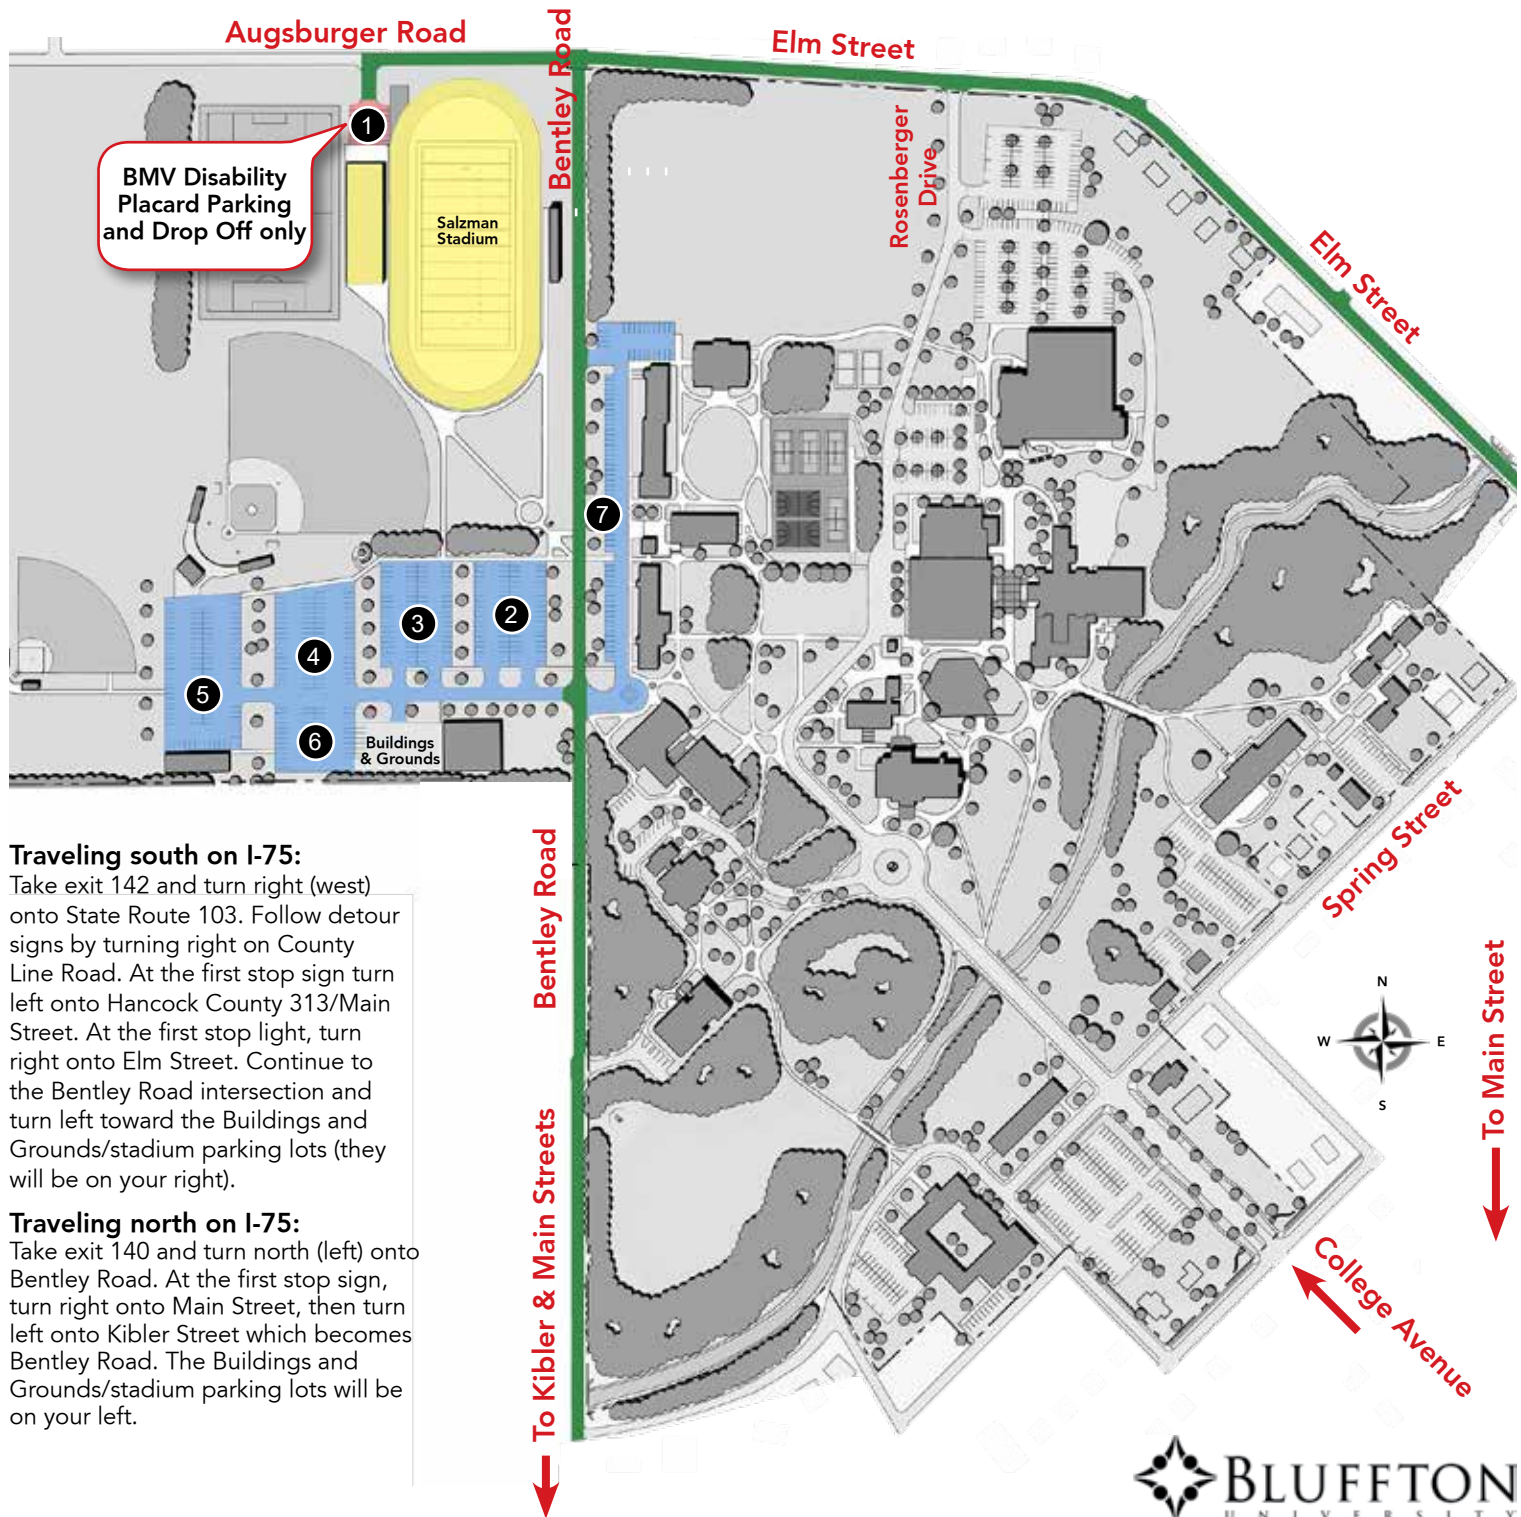 Augsburger Road
Bentley Road
Elm Street
1
BMV Disability
Placard Parking
and Drop Off only
Salzman
Stadium
Rosenberger
Drive
Elm Street
7
2
3
4
5
6
Buildings
& Grounds
Traveling south on I-75:
Take exit 142 and turn right (west)
onto State Route 103. Follow detour
signs by turning right on County
Line Road. At the first stop sign turn
left onto Hancock County 313/Main
Street. At the first stop light, turn
right onto Elm Street. Continue to
the Bentley Road intersection and
turn left toward the Buildings and
Grounds/stadium parking lots (they
will be on your right).
Traveling north on I-75:
Take exit 140 and turn north (left) onto
Bentley Road. At the first stop sign,
turn right onto Main Street, then turn
left onto Kibler Street which becomes
Bentley Road. The Buildings and
Grounds/stadium parking lots will be
on your left.
Bentley Road
To Kibler & Main Streets
Spring Street
N
W
E
S
To Main Street
College Avenue
BLUFFTON
UNIVERSITY